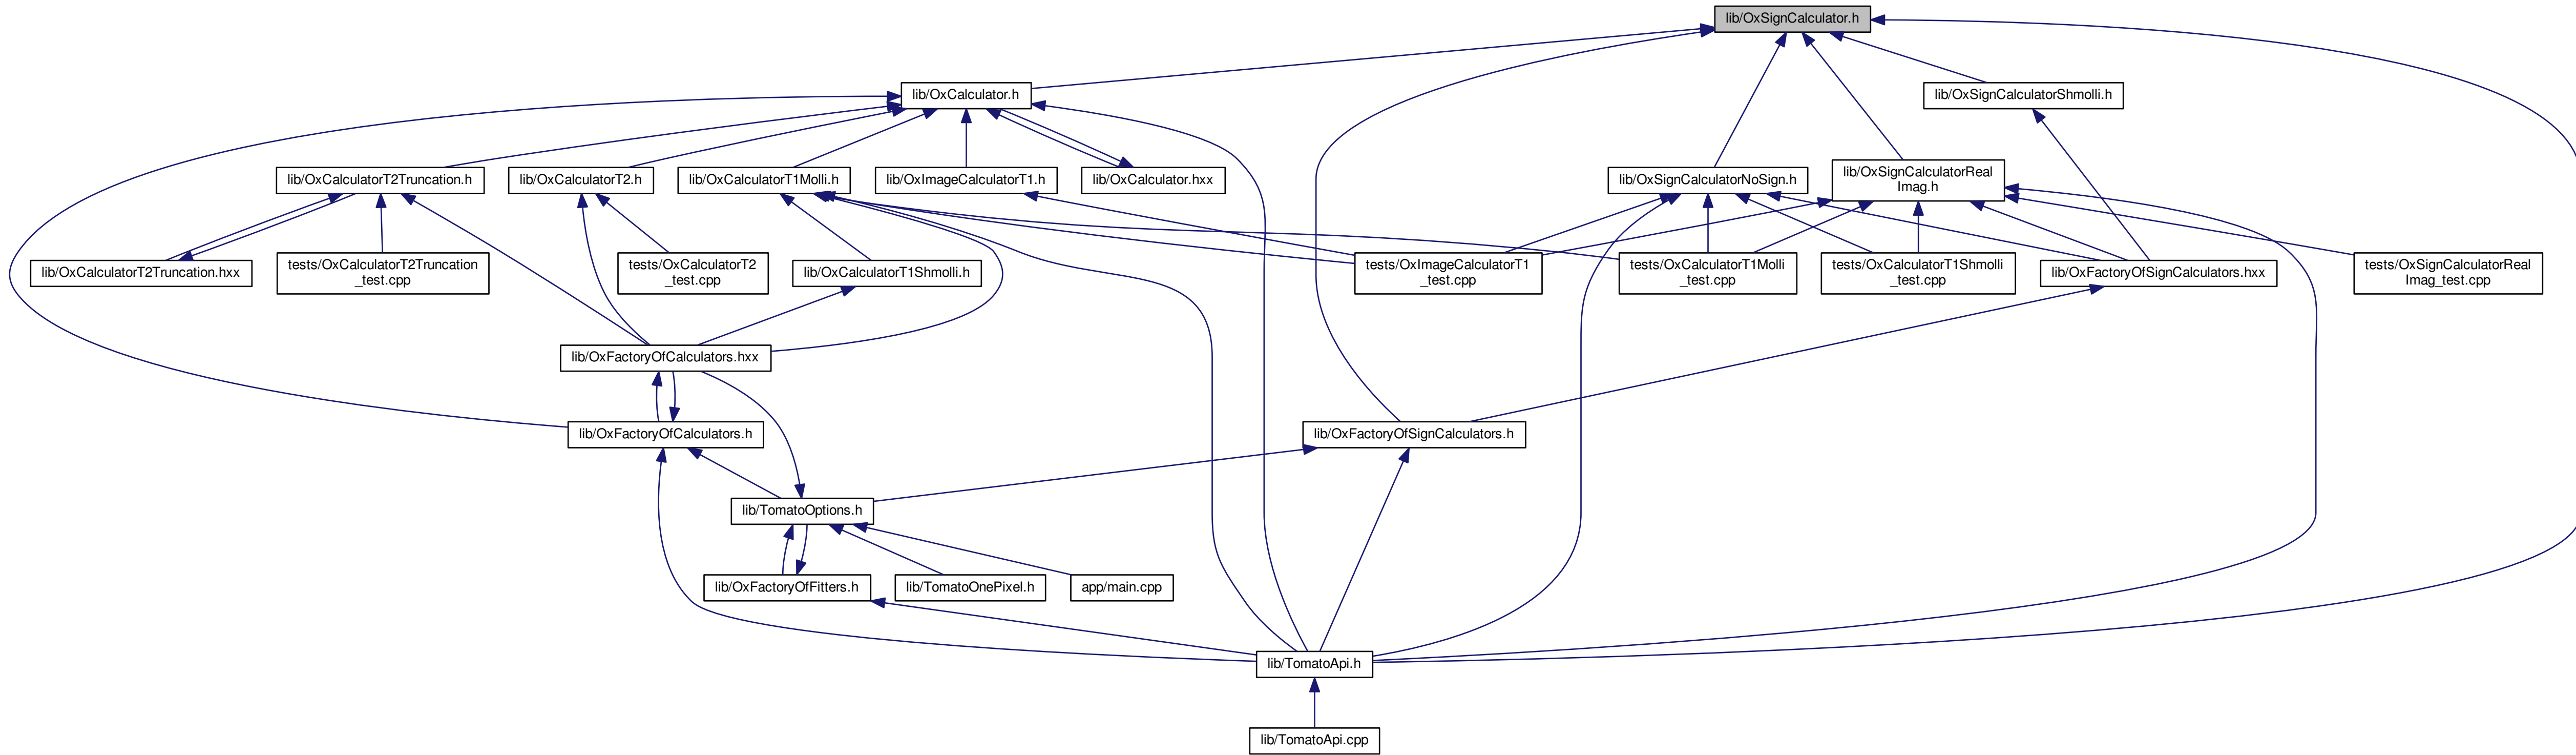 lib/OxSignCalculator.h
lib/OxCalculator.h
lib/OxSignCalculatorShmolli.h
lib/OxCalculatorT2Truncation.h
lib/OxCalculatorT2.h
lib/OxCalculatorT1Molli.h
lib/OxImageCalculatorT1.h
lib/OxCalculator.hxx
lib/OxSignCalculatorNoSign.h
lib/OxSignCalculatorReal
Imag.h
lib/OxCalculatorT2Truncation.hxx
tests/OxCalculatorT2Truncation
_test.cpp
tests/OxCalculatorT2
_test.cpp
lib/OxCalculatorT1Shmolli.h
tests/OxImageCalculatorT1
_test.cpp
tests/OxCalculatorT1Molli
_test.cpp
tests/OxCalculatorT1Shmolli
_test.cpp
lib/OxFactoryOfSignCalculators.hxx
tests/OxSignCalculatorReal
Imag_test.cpp
lib/OxFactoryOfCalculators.hxx
lib/OxFactoryOfCalculators.h
lib/OxFactoryOfSignCalculators.h
lib/TomatoOptions.h
lib/OxFactoryOfFitters.h
lib/TomatoOnePixel.h
app/main.cpp
lib/TomatoApi.h
lib/TomatoApi.cpp